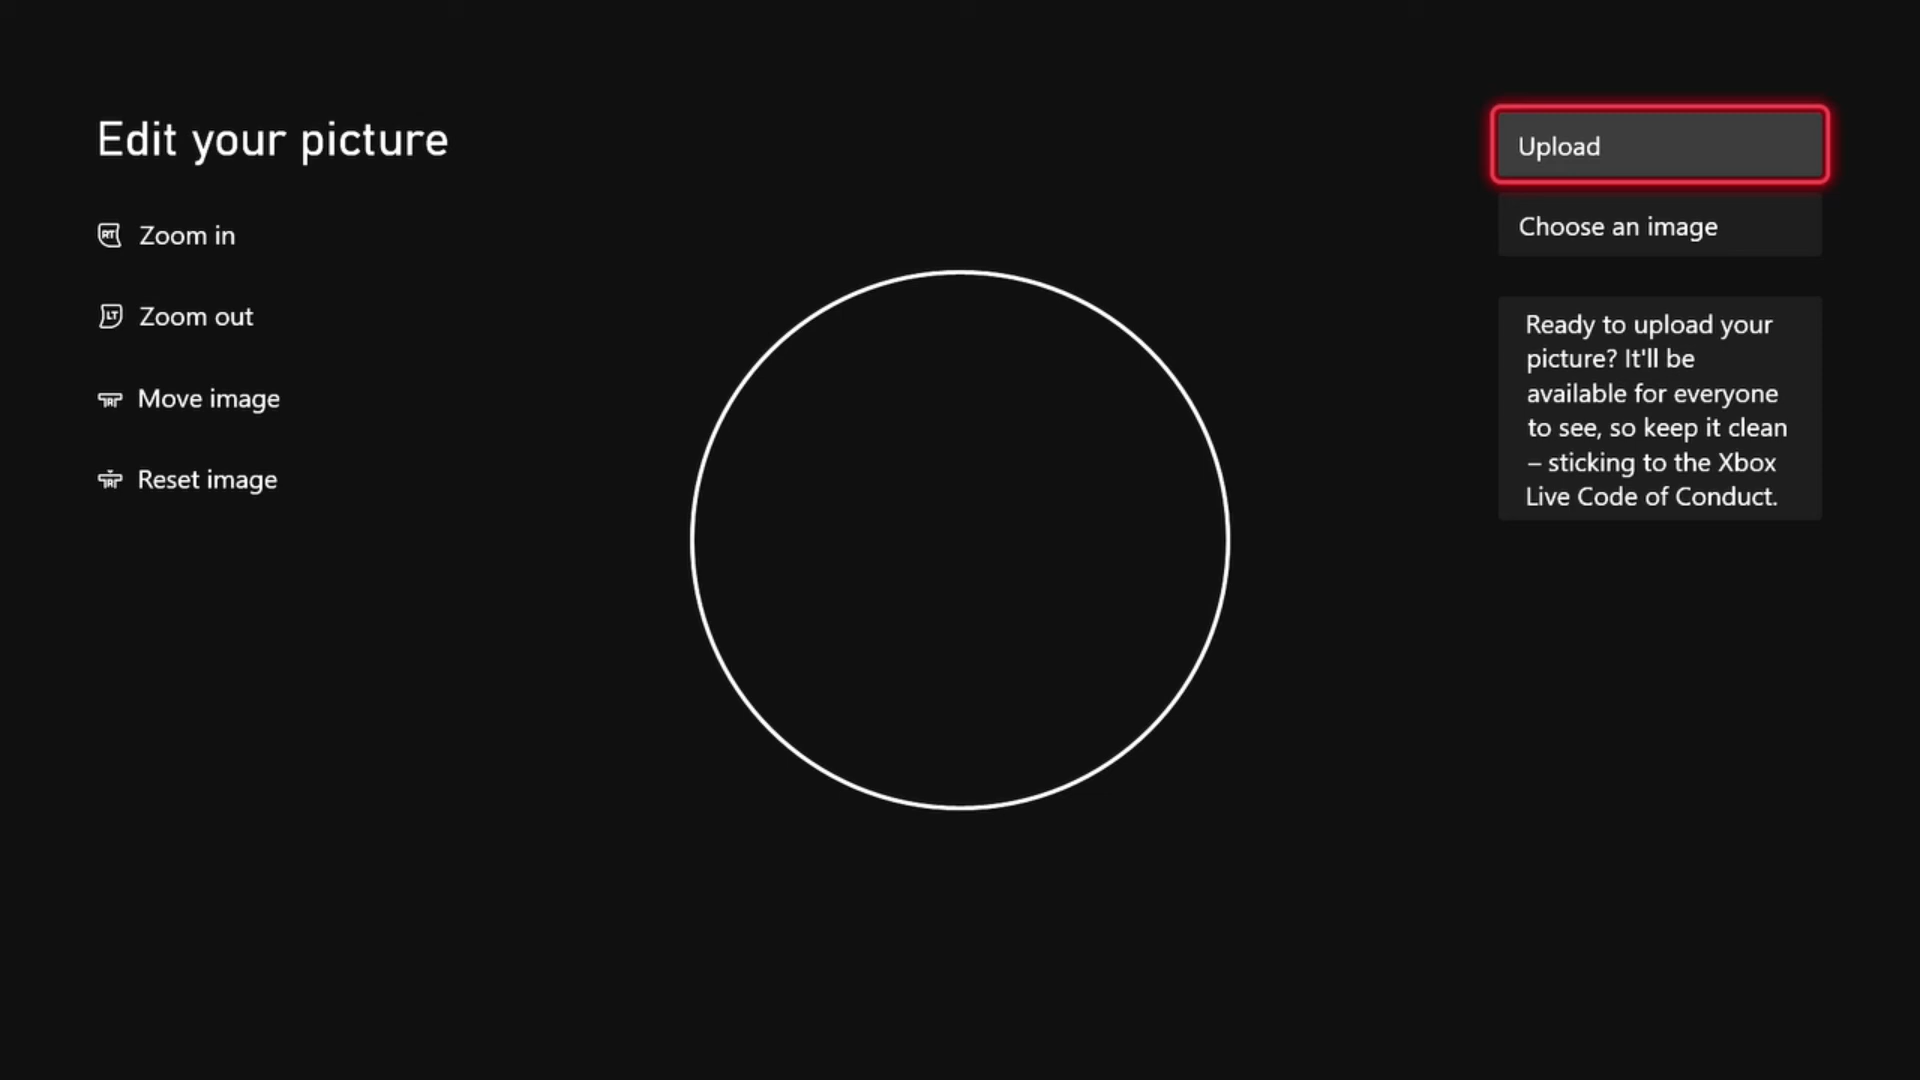 Edit your picture
RT Zoom in
LT Zoom out
Move image
Reset image
Upload
Choose an image
Ready to upload your
picture? It'll be
available for everyone
to see, so keep it clean
– sticking to the Xbox
Live Code of Conduct.